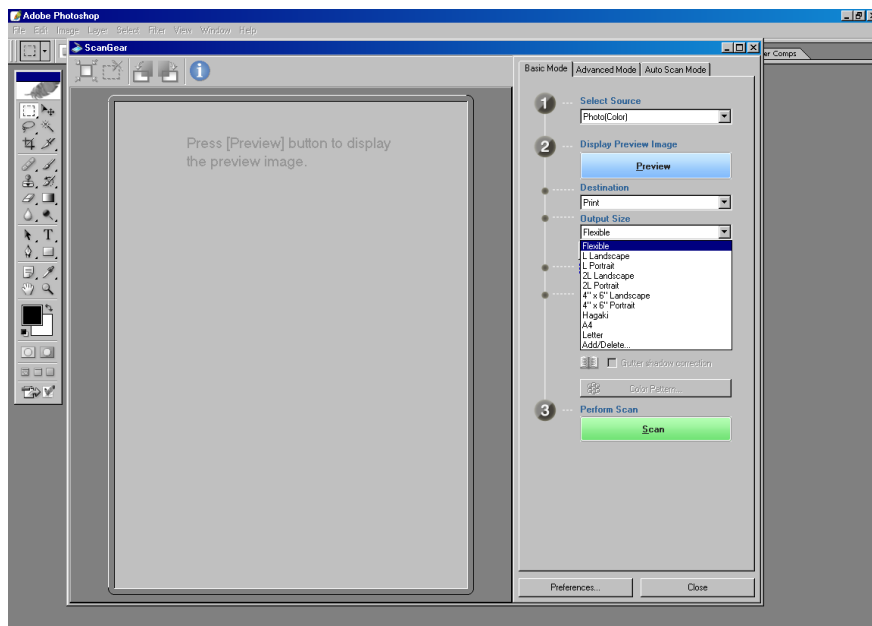 Adobe Photoshop
File Edit Image Layer Select Filter View Window Help
er Comps
ScanGear
Press [Preview] button to display
the preview image.
Basic Mode Advanced Mode Auto Scan Mode
1 Select Source
Photo(Color)
2 Display Preview Image
Preview
Destination
Print
Output Size
Flexible
Flexible
L Landscape
L Portrait
2L Landscape
2L Portrait
4" x 6" Landscape
4" x 6" Portrait
Hagaki
A4
Letter
Add/Delete...
Gutter shadow correction
Color Pattern...
3 Perform Scan
Scan
Preferences... Close